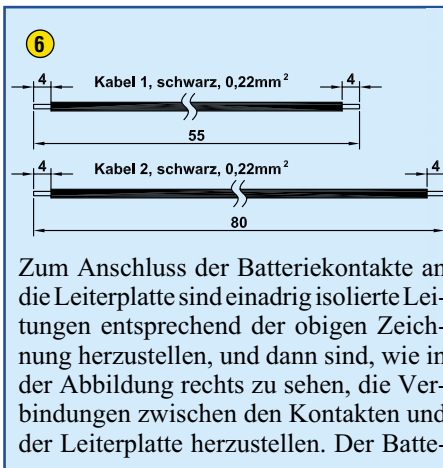 6
4 Kabel 1, schwarz, 0,22mm² 4
55
4 Kabel 2, schwarz, 0,22mm² 4
80
Zum Anschluss der Batteriekontakte an
die Leiterplatte sind einadrig isolierte Lei-
tungen entsprechend der obigen Zeich-
nung herzustellen, und dann sind, wie in
der Abbildung rechts zu sehen, die Ver-
bindungen zwischen den Kontakten und
der Leiterplatte herzustellen. Der Batte-